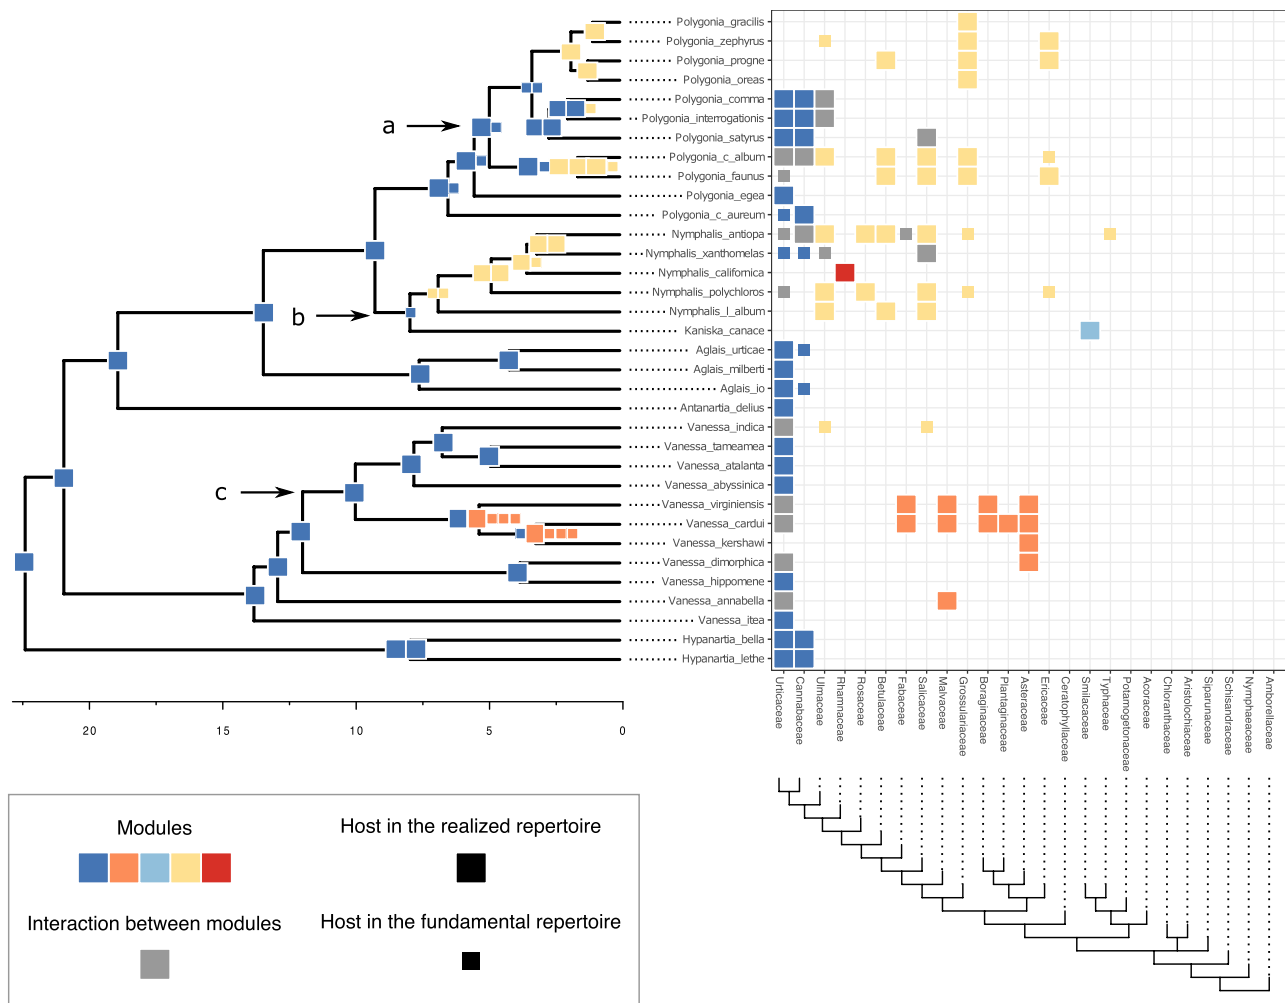 Polygonia_gracilis
Polygonia_zephyrus
Polygonia_progne
Polygonia_oreas
Polygonia_comma
Polygonia_interrogationis
Polygonia_satyrus
Polygonia_c_album
Polygonia_faunus
Polygonia_egea
Polygonia_c_aureum
Nymphalis_antiopa
Nymphalis_xanthomelas
Nymphalis_californica
Nymphalis_polychloros
Nymphalis_l_album
Kaniska_canace
Aglais_urticae
Aglais_milberti
Aglais_io
Antanartia_delius
Vanessa_indica
Vanessa_tameamea
Vanessa_atalanta
Vanessa_abyssinica
Vanessa_virginiensis
Vanessa_cardui
Vanessa_kershawi
Vanessa_dimorphica
Vanessa_hippomene
Vanessa_annabella
Vanessa_itea
Hypanartia_bella
Hypanartia_lethe
a
b
c
20 15 10 5 0
Urticaceae
Cannabaceae
Ulmaceae
Rhamnaceae
Rosaceae
Betulaceae
Fabaceae
Salicaceae
Malvaceae
Grossulariaceae
Boraginaceae
Plantaginaceae
Asteraceae
Ericaceae
Ceratophyllaceae
Smilacaceae
Typhaceae
Potamogetonaceae
Acoraceae
Chloranthaceae
Aristolochiaceae
Siparunaceae
Schisandraceae
Nymphaeaceae
Amborellaceae
Modules
Host in the realized repertoire
Interaction between modules
Host in the fundamental repertoire